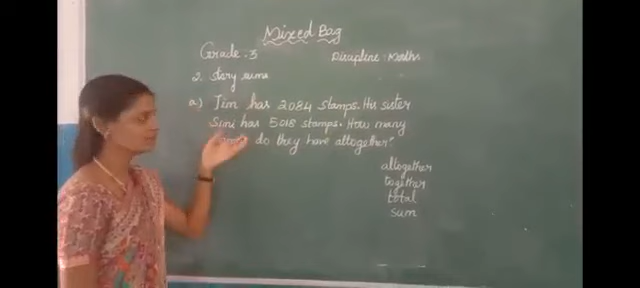 Mixed Bag
Grade . 3
Discipline : Maths
2. Story sums
a.) Tim has 2084 stamps. His sister
Suni has 5018 stamps. How many
do they have altogether?
altogether
together
total
sum